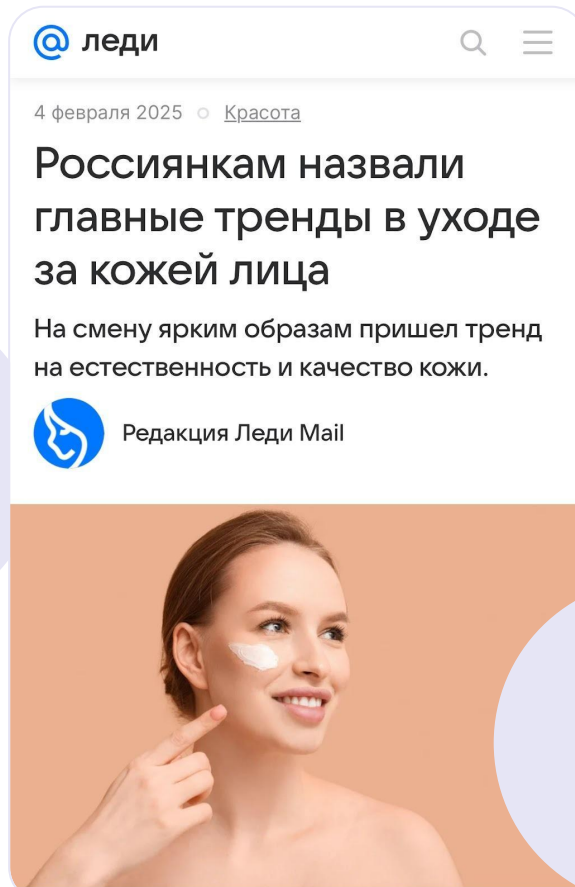 @ леди
4 февраля 2025 Красота
Россиянкам назвали
главные тренды в уходе
за кожей лица
На смену ярким образам пришел тренд
на естественность и качество кожи.
Редакция Леди Mail